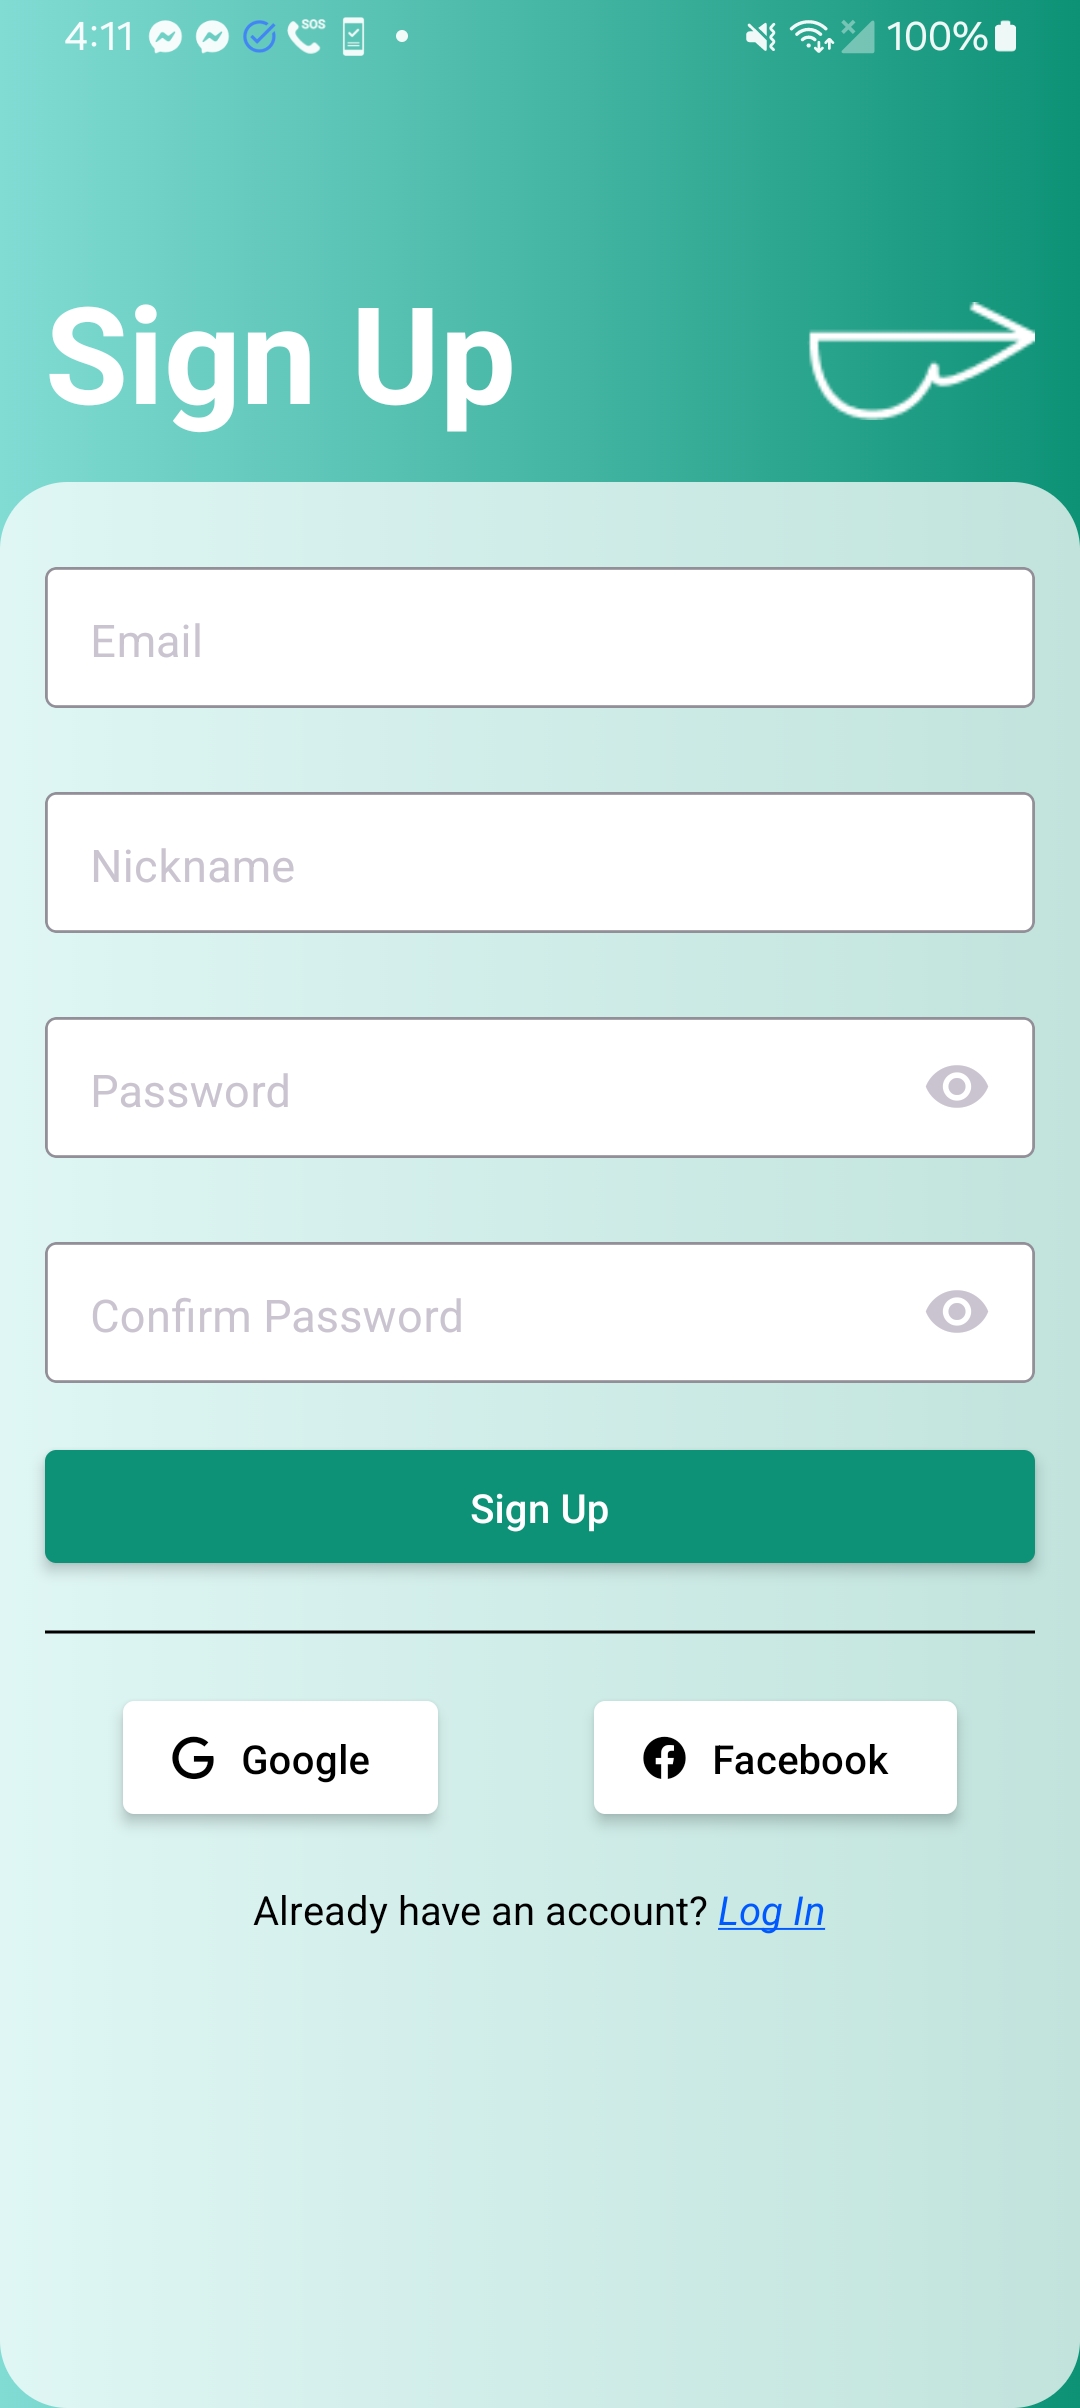 4:11 SOS 100%
Sign Up
Email
Nickname
Password
Confirm Password
Sign Up
Google Facebook
Already have an account? Log In